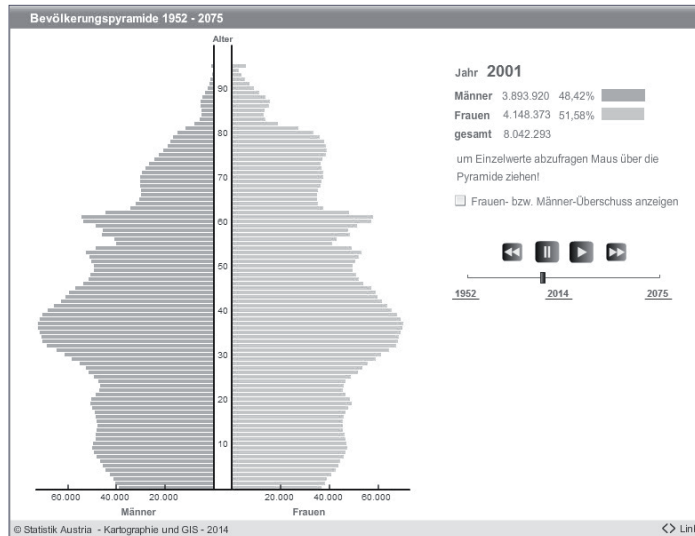 Bevölkerungspyramide 1952 - 2075
Alter
90
80
70
60
50
40
30
20
10
60.000 40.000 20.000 20.000 40.000 60.000
Männer Frauen
Jahr 2001
Männer 3.893.920 48,42%
Frauen 4.148.373 51,58%
gesamt 8.042.293
um Einzelwerte abzufragen Maus über die
Pyramide ziehen!
Frauen- bzw. Männer-Überschuss anzeigen
1952 2014 2075
© Statistik Austria - Kartographie und GIS - 2014
Link